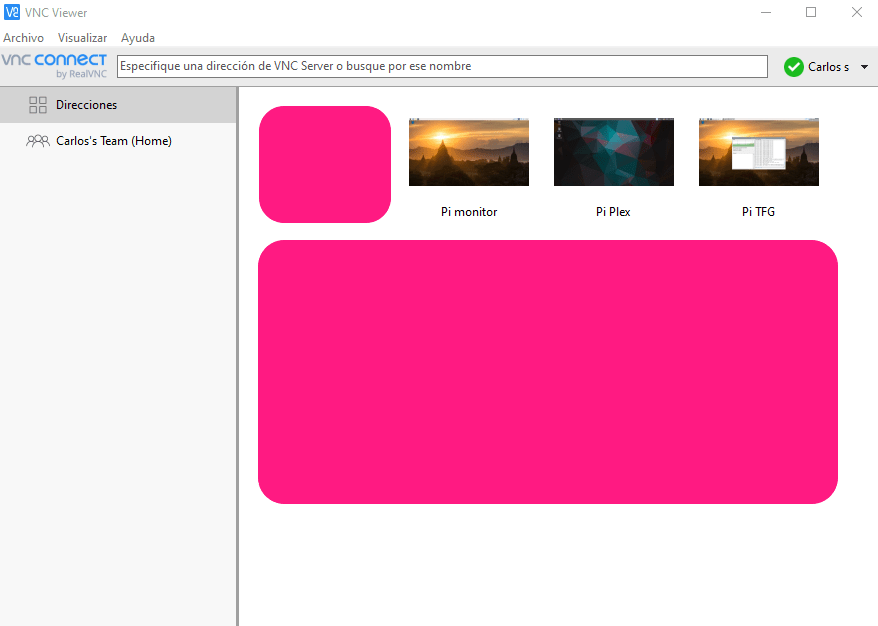 VNC Viewer
Archivo Visualizar Ayuda
vnc connect
by RealVNC
Especifique una dirección de VNC Server o busque por ese nombre
Carlos s
Direcciones
Carlos's Team (Home)
Pi monitor
Pi Plex
Pi TFG